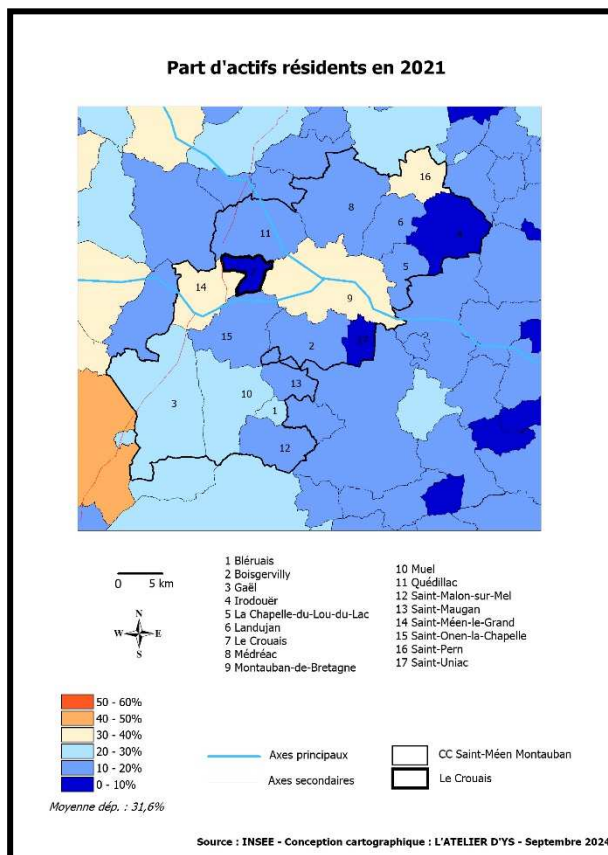 Part d'actifs résidents en 2021
16
8
6
4
11
5
7
14
9
15
2
17
13
3
10
1
12
0 5 km
N
W E
S
1 Bléruais
2 Boisgervilly
3 Gaël
4 Irodouër
5 La Chapelle-du-Lou-du-Lac
6 Landujan
7 Le Crouais
8 Médréac
9 Montauban-de-Bretagne
10 Muel
11 Quédillac
12 Saint-Malon-sur-Mel
13 Saint-Maugan
14 Saint-Méen-le-Grand
15 Saint-Onen-la-Chapelle
16 Saint-Pern
17 Saint-Uniac
50 - 60%
40 - 50%
30 - 40%
20 - 30%
10 - 20%
0 - 10%
Moyenne dép. : 31,6%
Axes principaux
Axes secondaires
CC Saint-Méen Montauban
Le Crouais
Source : INSEE - Conception cartographique : L'ATELIER D'YS - Septembre 2024